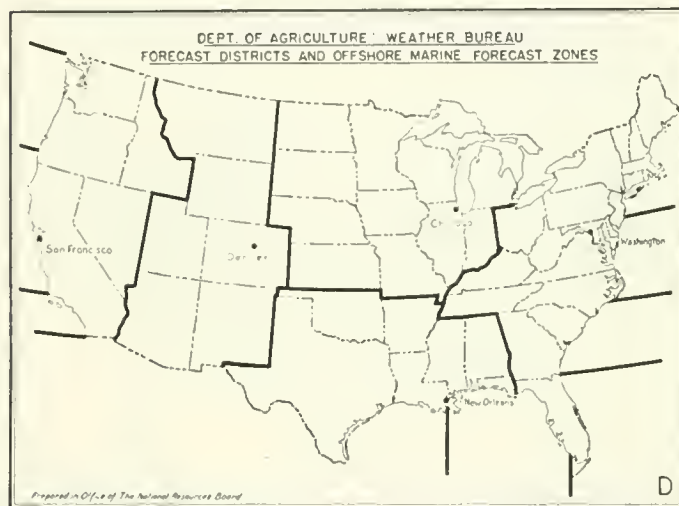 DEPT. OF AGRICULTURE : WEATHER BUREAU
FORECAST DISTRICTS AND OFFSHORE MARINE FORECAST ZONES
Chicago
San Francisco
Denver
Washington
New Orleans
Prepared in Office of The National Resources Board
D